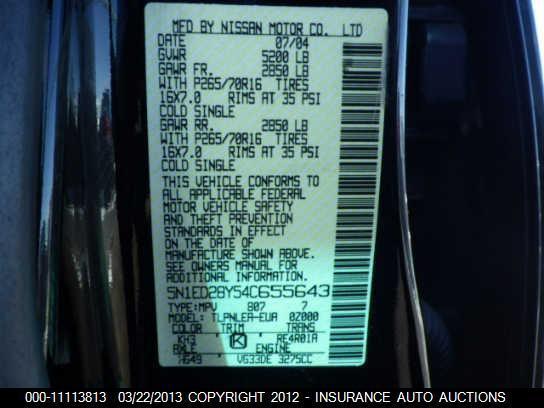 MFD BY NISSAN MOTOR CO. LTD
DATE 07/04
GVWR 5200 LB
GAWR FR. 2850 LB
WITH P265/70R16 TIRES
16X7.0 RIMS AT 35 PSI
COLD SINGLE
GAWR RR. 2850 LB
WITH P265/70R16 TIRES
16X7.0 RIMS AT 35 PSI
COLD SINGLE
THIS VEHICLE CONFORMS TO
ALL APPLICABLE FEDERAL
MOTOR VEHICLE SAFETY
AND THEFT PREVENTION
STANDARDS IN EFFECT
ON THE DATE OF
MANUFACTURE SHOWN ABOVE.
SEE OWNERS MANUAL FOR
ADDITIONAL INFORMATION.
5N1ED28Y54C655643
TYPE: MPV 807 7
MODEL: TLPNLEA-EUA 0Z000
COLOR TRIM TRANS
KH3 K RE4R01A
AXLE ENGINE
VG33DE 3275CC
000-11113813 03/22/2013 COPYRIGHT 2012 - INSURANCE AUTO AUCTIONS